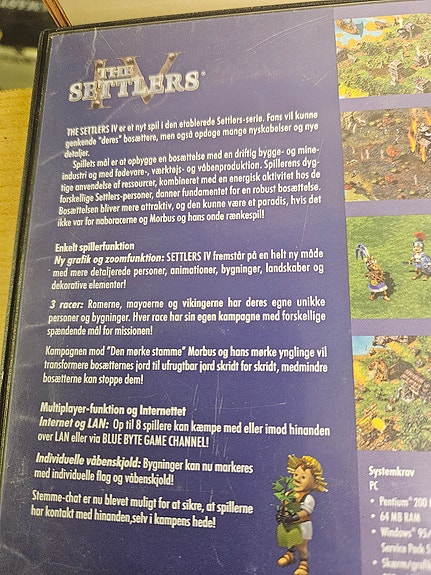 THE
SETTLERS®
IV
THE SETTLERS IV er et nyt spil i den etablerede Settlers-serie. Fans vil kunne
genkende "deres" bosættere, men også opdage mange nyskabelser og nye
detaljer.
Spillets mål er at opbygge en bosættelse med en driftig bygge- og mine-
industri og med fødevare-, værktøjs- og våbenproduktion. Spillerens dyg-
tige anvendelse af ressourcer, kombineret med en energisk aktivitet hos de
forskellige Settlers-personer, danner fundamentet for en robust bosættelse.
Bosættelsen bliver mere attraktiv, og den kunne være et paradis, hvis det
ikke var for naboracerne og Morbus og hans onde rænkespil!
Enkelt spillerfunktion
Ny grafik og zoomfunktion: SETTLERS IV fremstår på en helt ny måde
med mere detaljerede personer, animationer, bygninger, landskaber og
dekorative elementer!
3 racer: Romerne, mayaerne og vikingerne har deres egne unikke
personer og bygninger. Hver race har sin egen kampagne med forskellige
spændende mål for missionen!
Kampagnen mod "Den mørke stamme" Morbus og hans mørke ynglinge vil
transformere bosætternes jord til ufrugtbar jord skridt for skridt, medmindre
bosætterne kan stoppe dem!
Multiplayer-funktion og Internettet
Internet og LAN: Op til 8 spillere kan kæmpe med eller imod hinanden
over LAN eller via BLUE BYTE GAME CHANNEL!
Individuelle våbenskjold: Bygninger kan nu markeres
med individuelle flag og våbenskjold!
Stemme-chat er nu blevet muligt for at sikre, at spillerne
har kontakt med hinanden,selv i kampens hede!
Systemkrav
PC
• Pentium® 200
• 64 MB RAM
• Windows® 95/
Service Pack 5
• Skærm/grafik